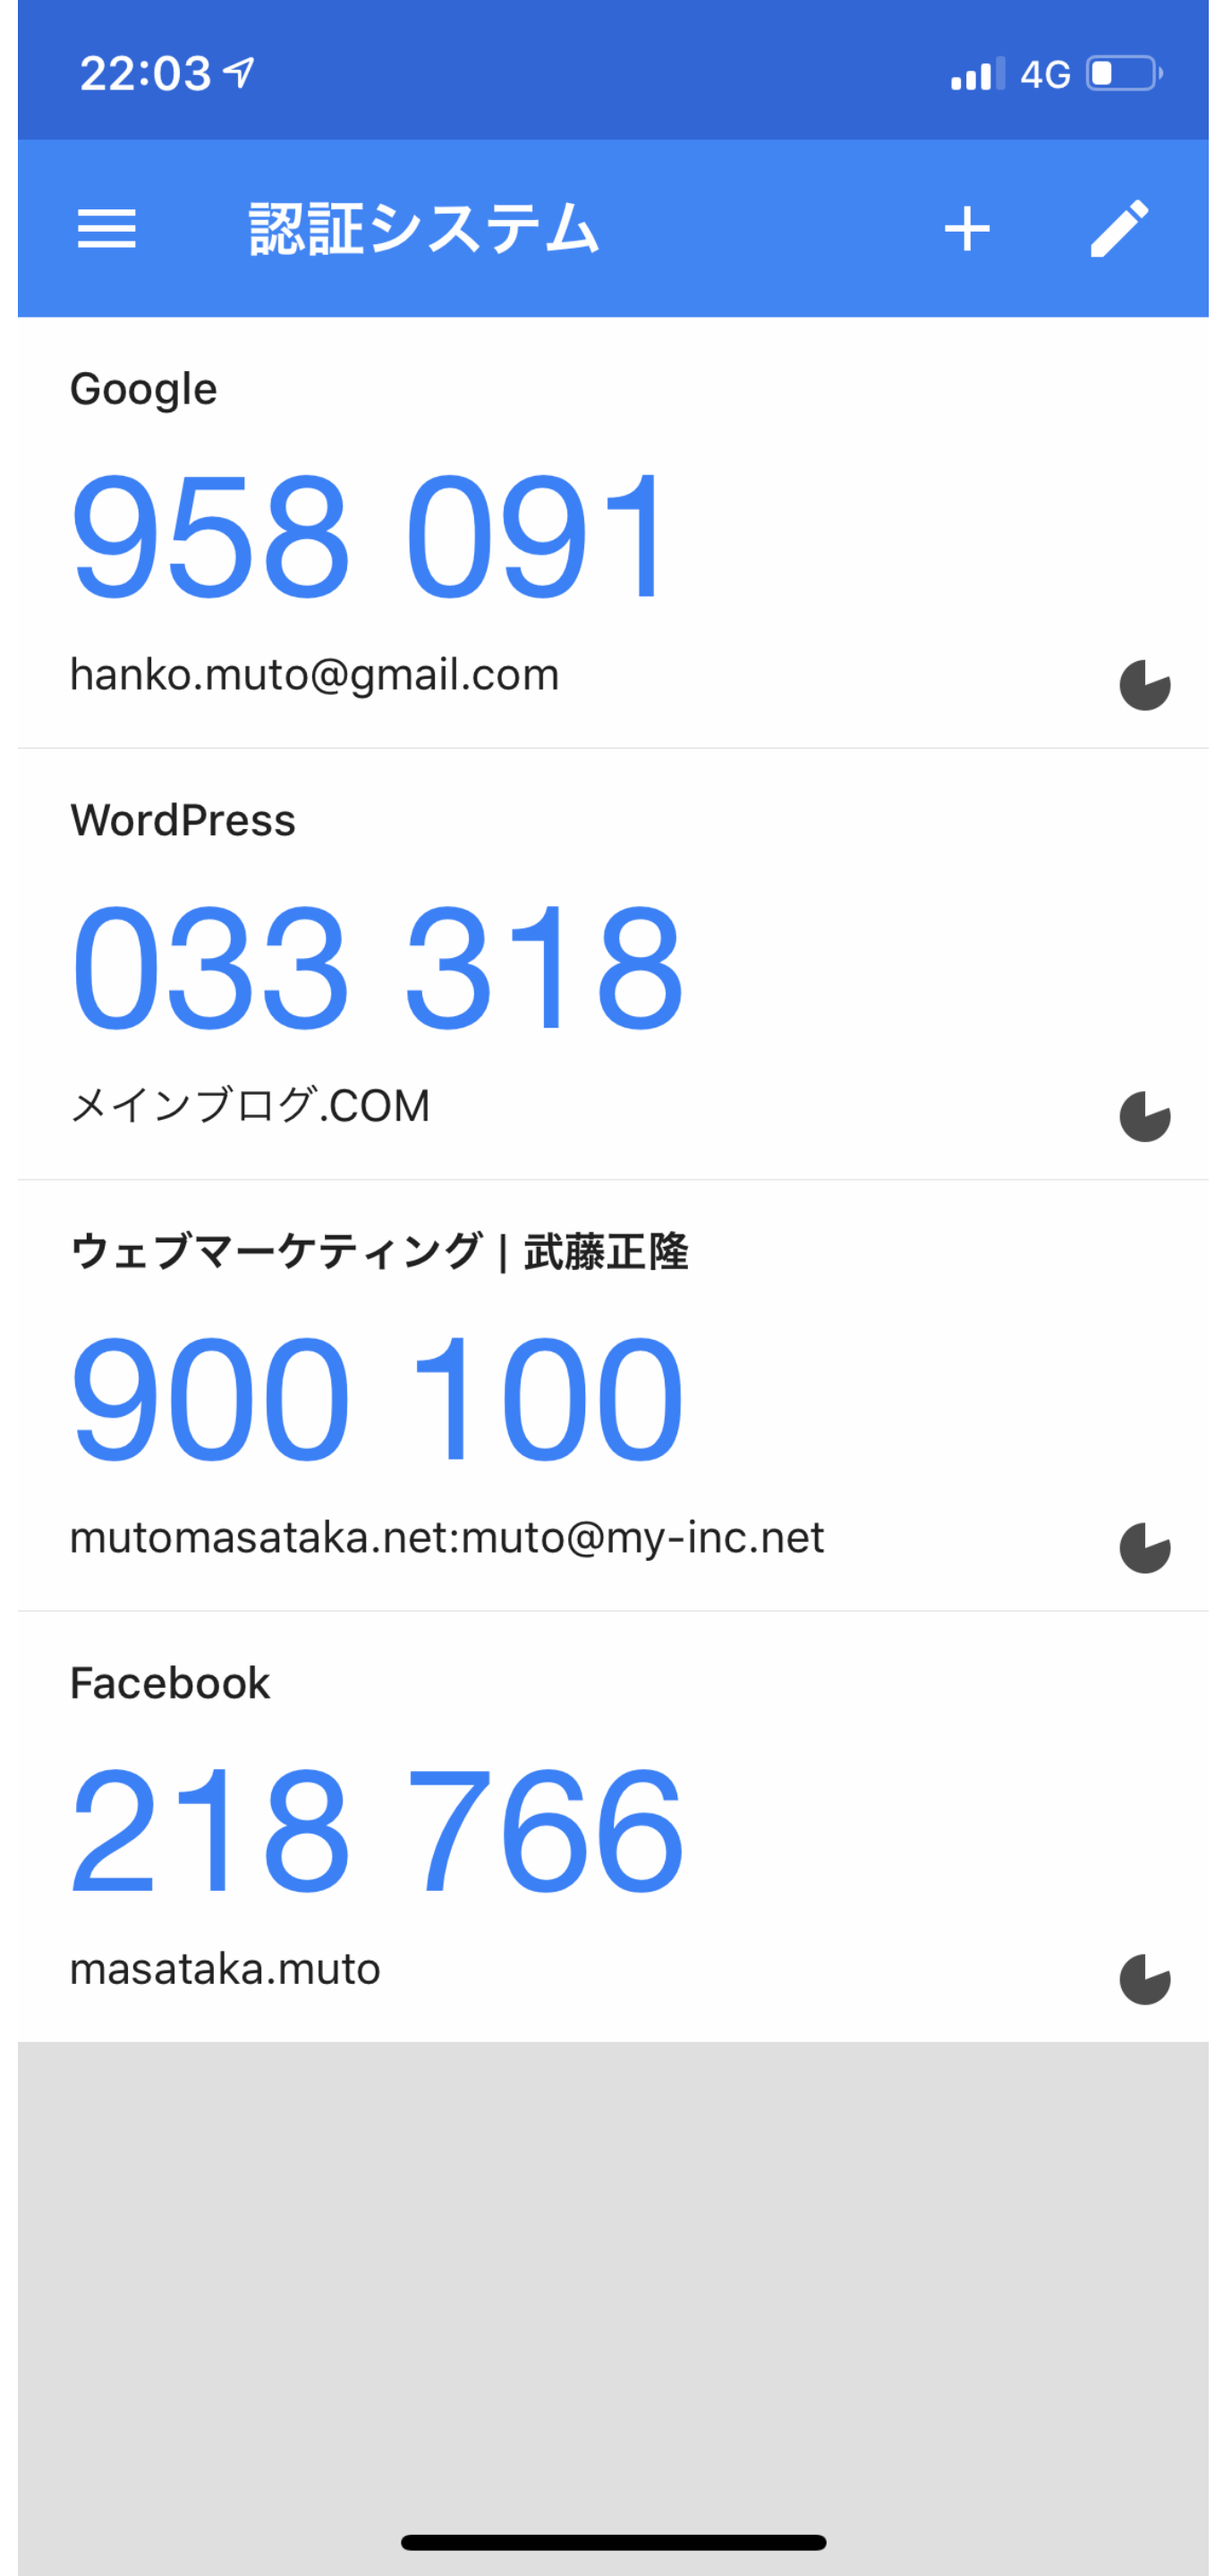 22:03 4G
認証システム
Google
958 091
hanko.muto@gmail.com
WordPress
033 318
メインブログ.COM
ウェブマーケティング | 武藤正隆
900 100
mutomasataka.net:muto@my-inc.net
Facebook
218 766
masataka.muto